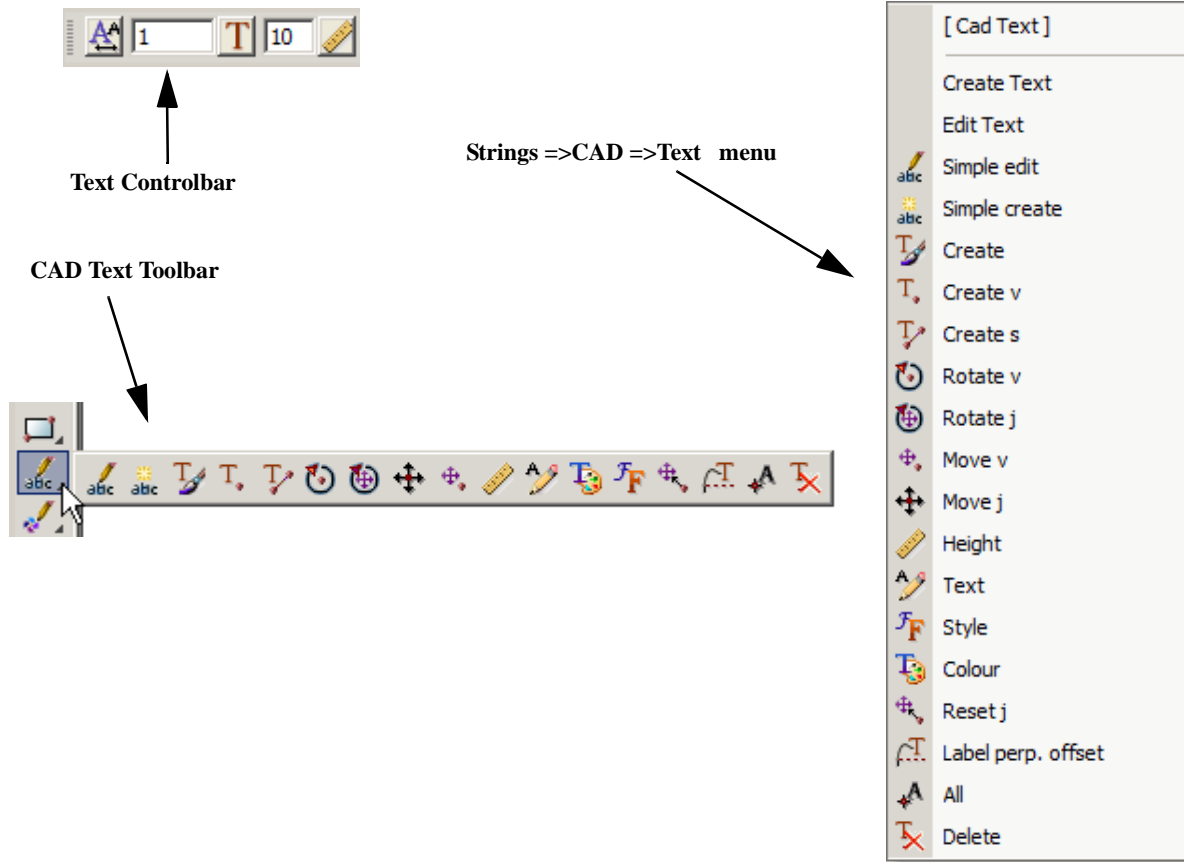 1
10
Text Controlbar
Strings =>CAD =>Text menu
CAD Text Toolbar
[ Cad Text ]
Create Text
Edit Text
Simple edit
Simple create
Create
Create v
Create s
Rotate v
Rotate j
Move v
Move j
Height
Text
Style
Colour
Reset j
Label perp. offset
All
Delete